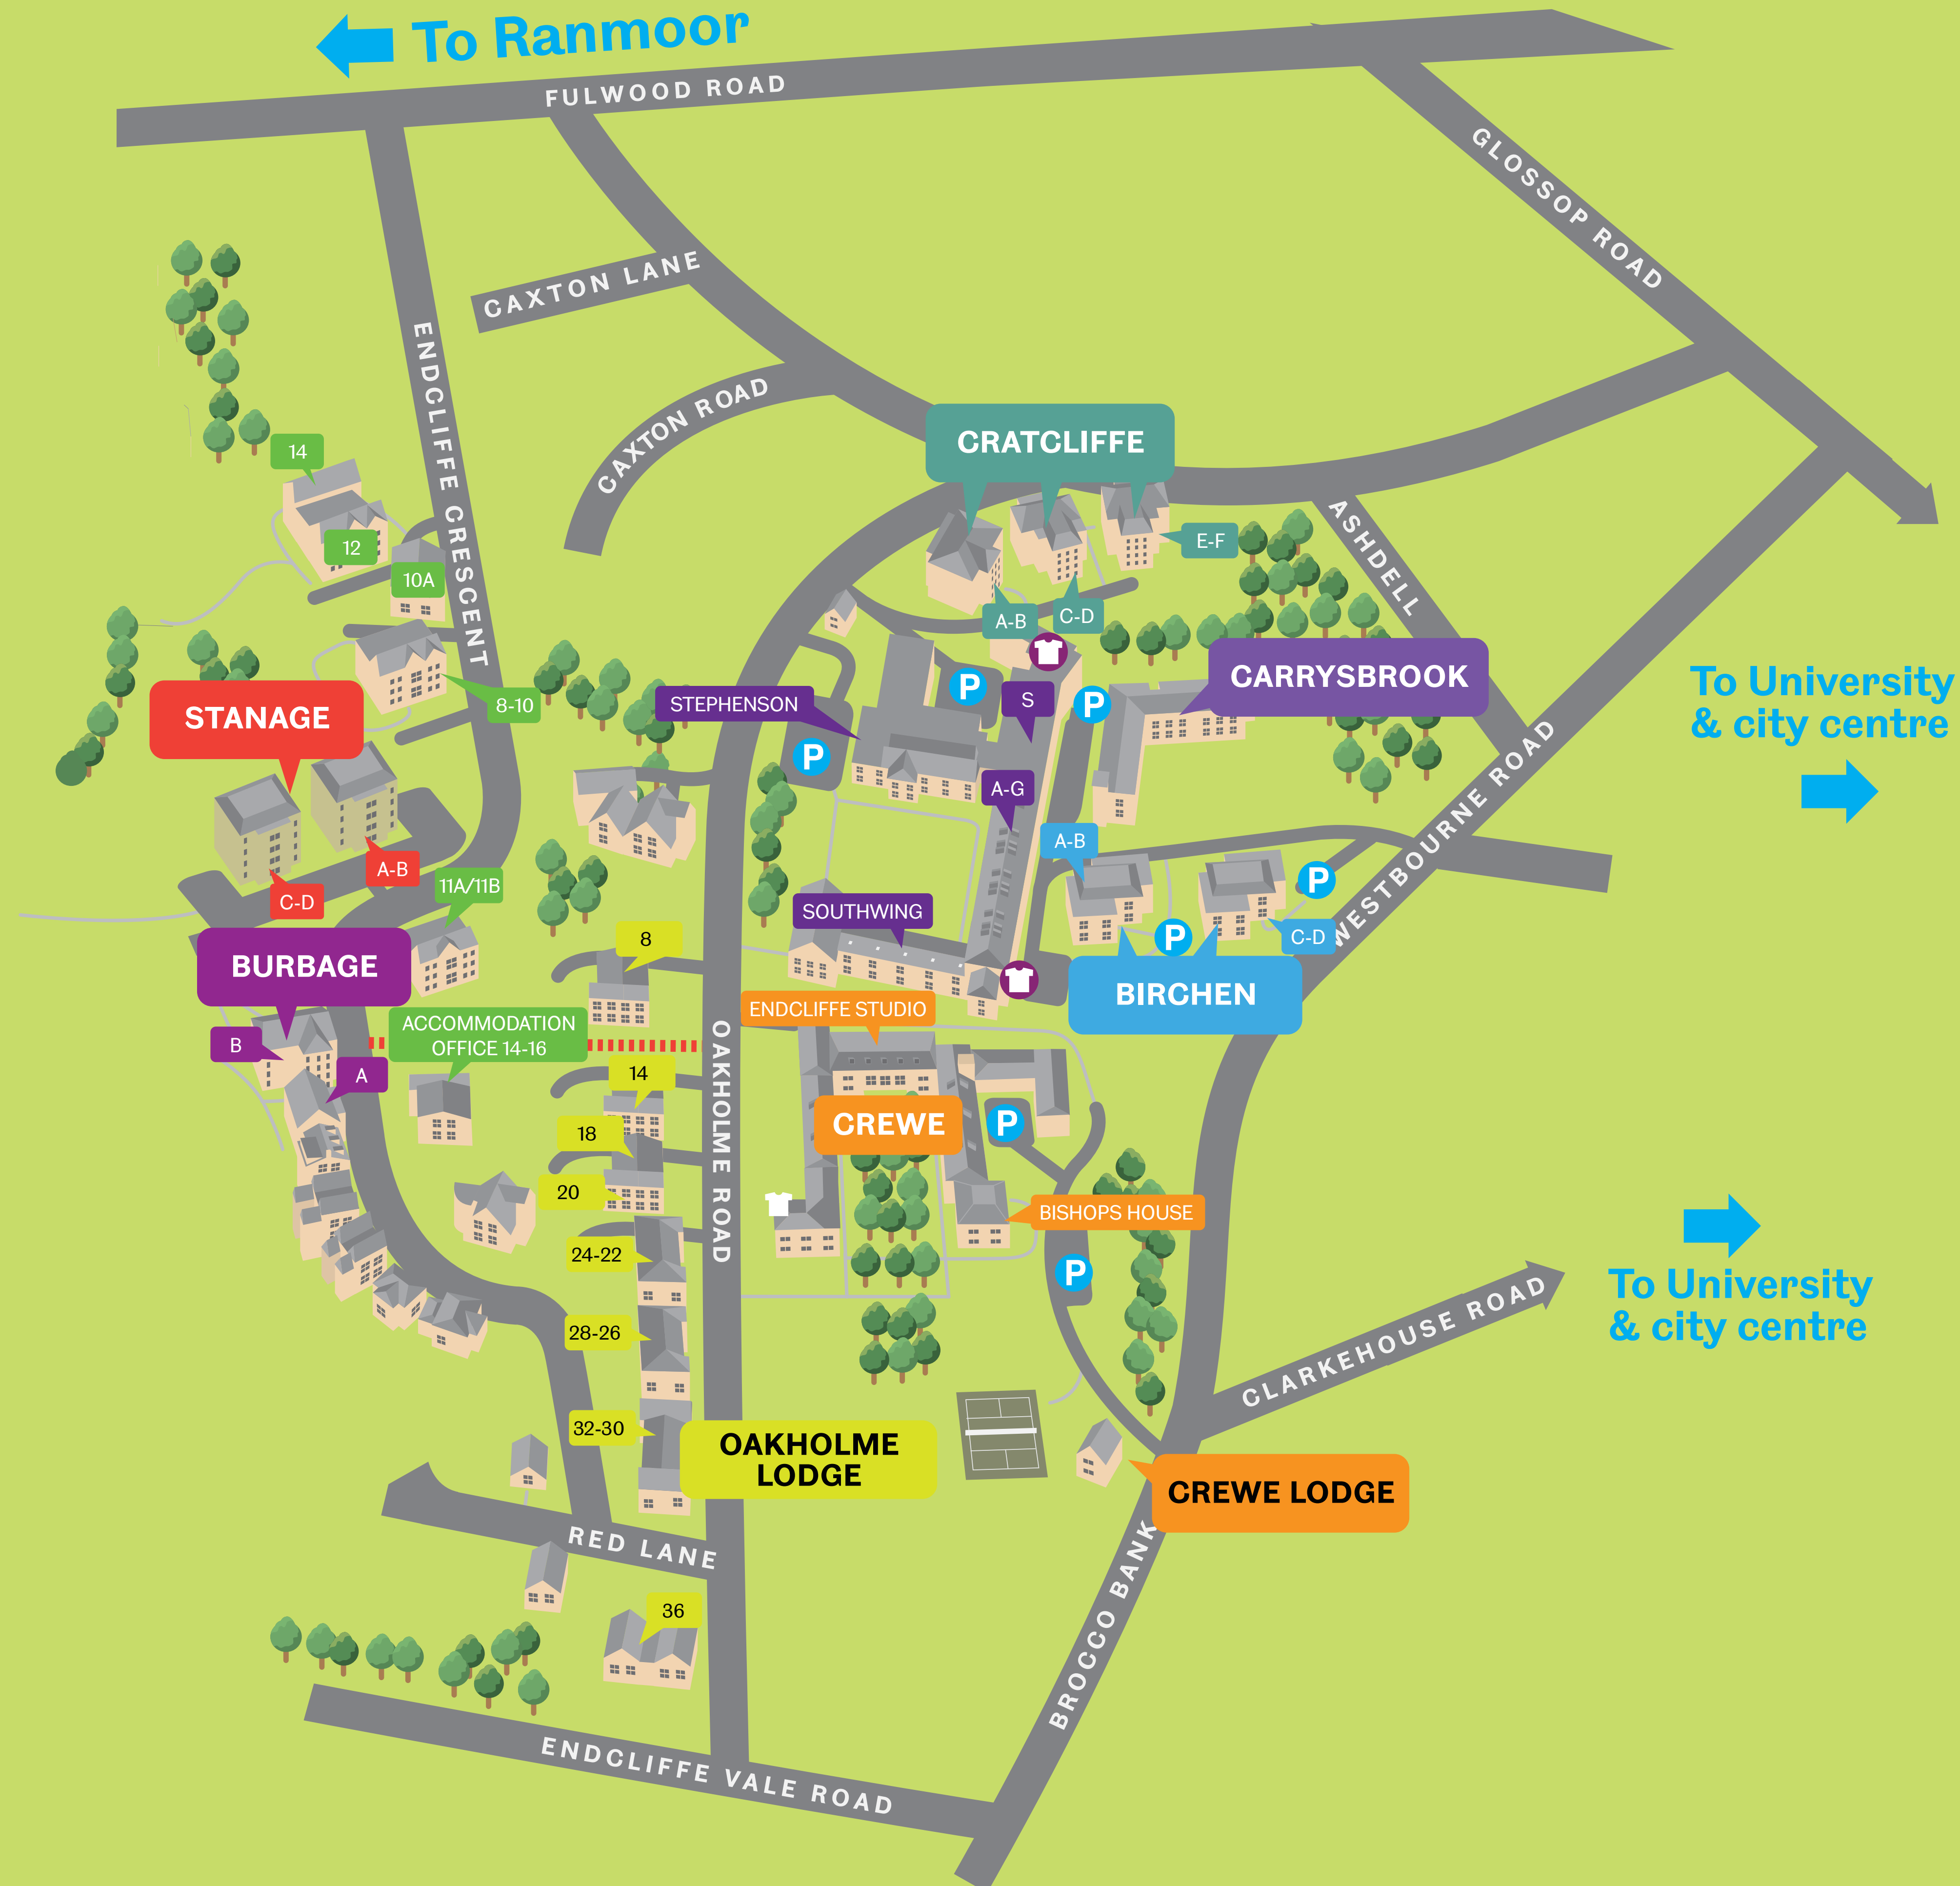 To Ranmoor
FULWOOD ROAD
GLOSSOP ROAD
CAXTON LANE
ENDCLIFFE CRESCENT
CAXTON ROAD
CRATCLIFFE
14
12
10A
E-F
ASHDELL
A-B
C-D
CARRYSBROOK
To University
& city centre
STANAGE
8-10
STEPHENSON
P
S
P
P
A-G
A-B
WESTBOURNE ROAD
A-B
C-D
11A/11B
P
SOUTHWING
P
C-D
8
BURBAGE
BIRCHEN
ENDCLIFFE STUDIO
B
ACCOMMODATION
OFFICE 14-16
A
14
OAKHOLME ROAD
CREWE
P
18
20
BISHOPS HOUSE
24-22
P
To University
& city centre
28-26
CLARKEHOUSE ROAD
32-30
OAKHOLME
LODGE
CREWE LODGE
RED LANE
BROCCO BANK
36
ENDCLIFFE VALE ROAD